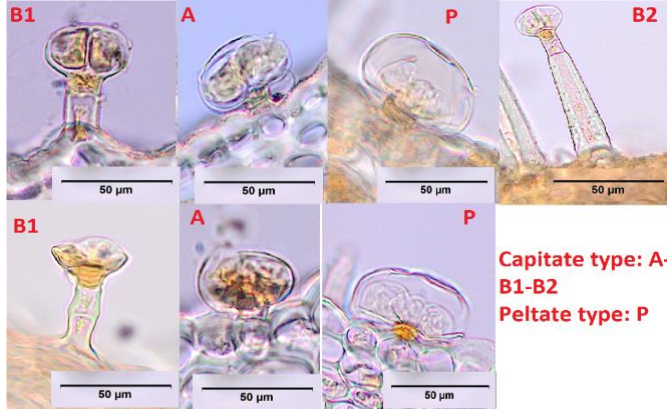 B1
A
P
B2
50 µm
50 µm
50 µm
50 µm
B1
A
P
Capitate type: A-
B1-B2
Peltate type: P
50 µm
50 µm
50 µm